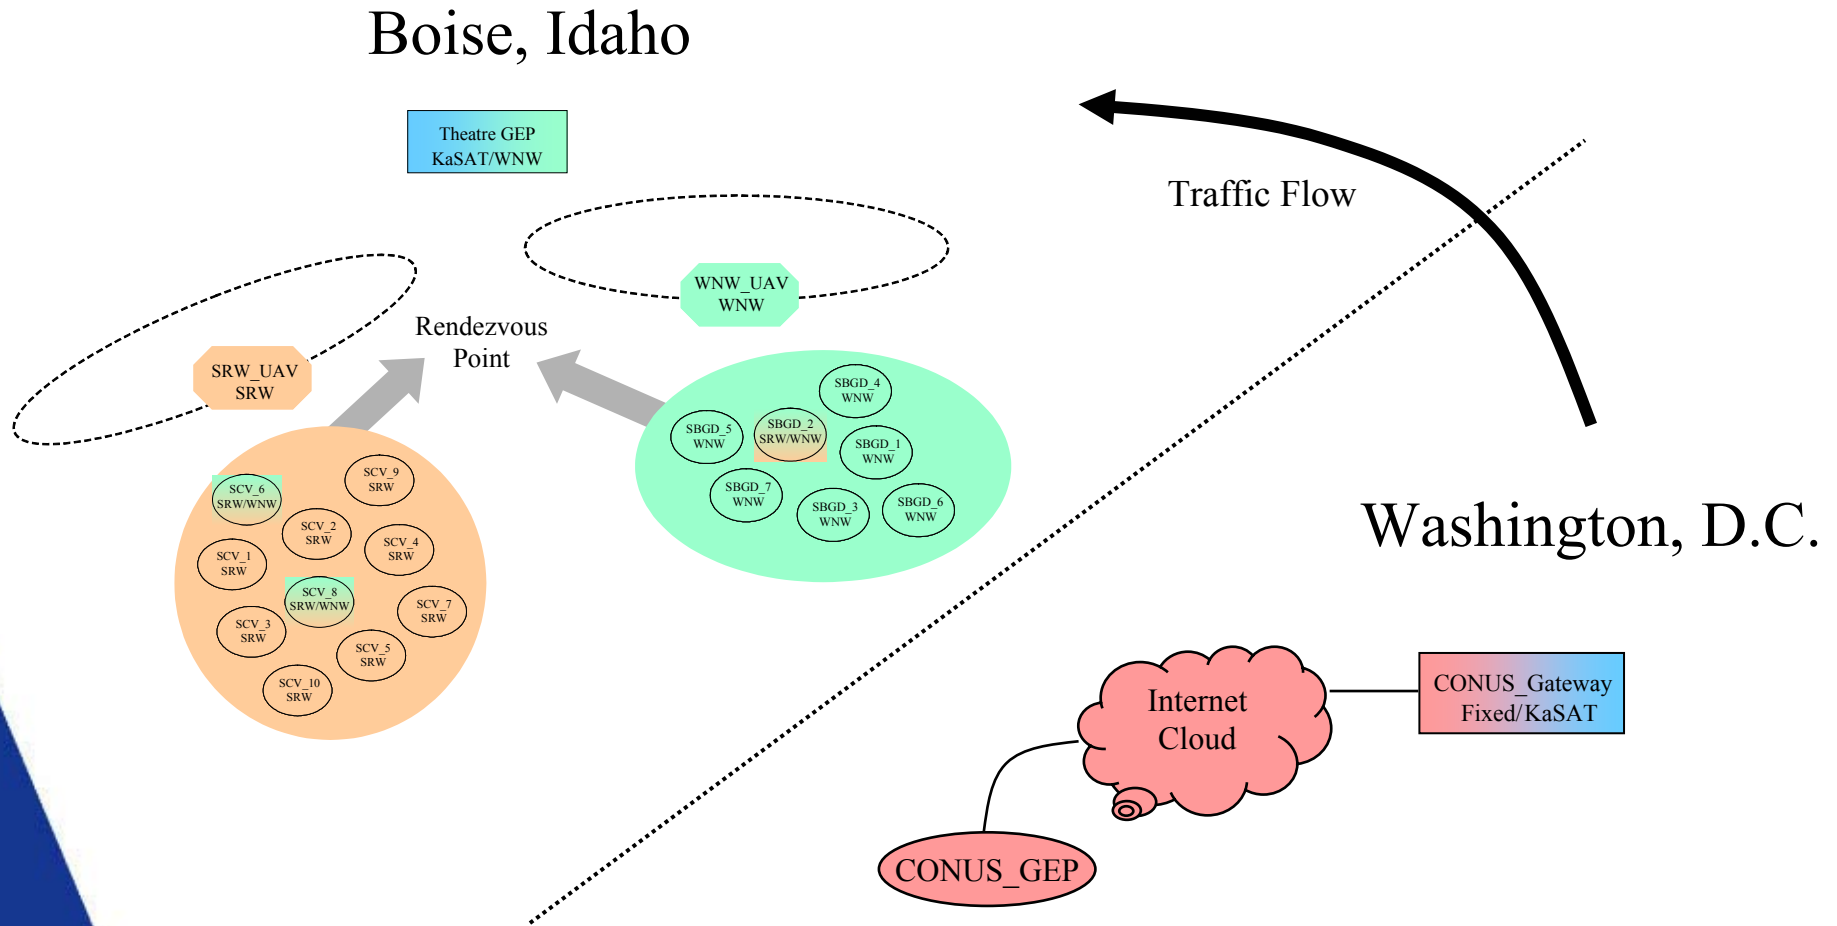 Boise, Idaho
Theatre GEP
KaSAT/WNW
Traffic Flow
WNW_UAV
WNW
Rendezvous
Point
SRW_UAV
SRW
SBGD_4
WNW
SBGD_5
WNW
SBGD_2
SRW/WNW
SBGD_1
WNW
SBGD_7
WNW
SBGD_3
WNW
SBGD_6
WNW
SCV_9
SRW
SCV_6
SRW/WNW
SCV_2
SRW
SCV_4
SRW
SCV_1
SRW
SCV_8
SRW/WNW
SCV_7
SRW
SCV_3
SRW
SCV_5
SRW
SCV_10
SRW
Washington, D.C.
Internet
Cloud
CONUS_Gateway
Fixed/KaSAT
CONUS_GEP